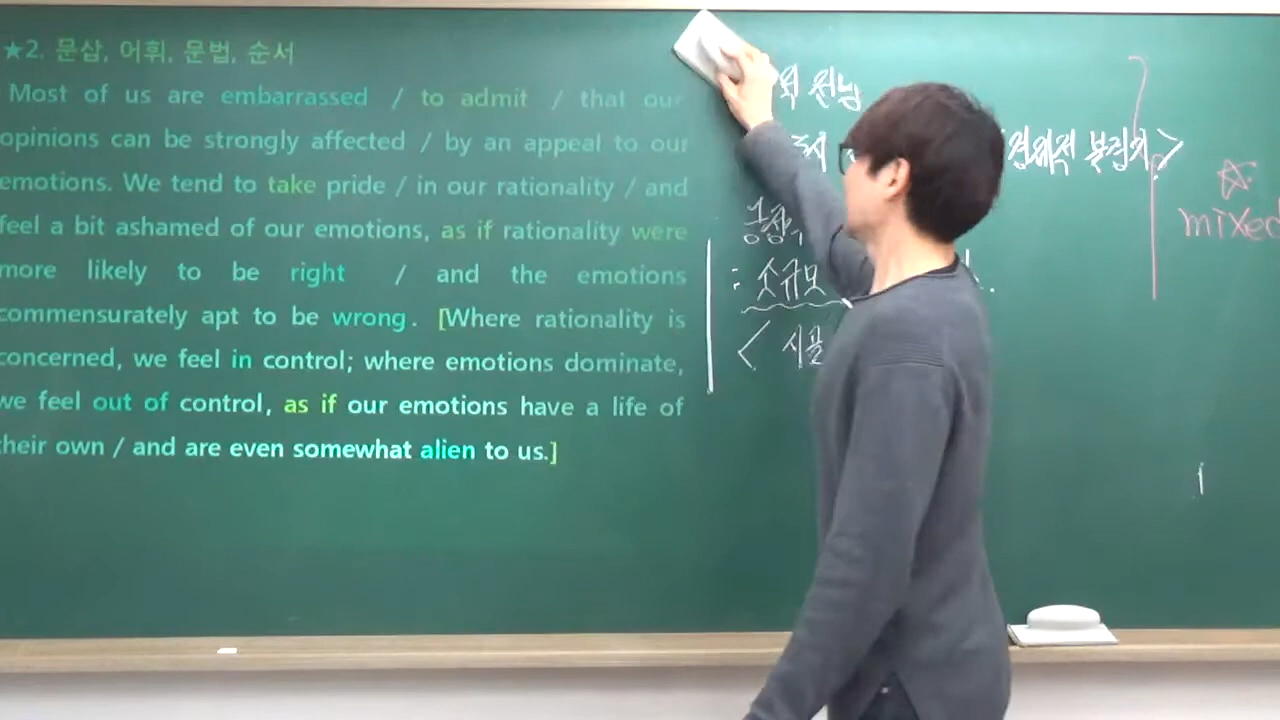 ★2. 문삽, 어휘, 문법, 순서
Most of us are embarrassed / to admit / that our
opinions can be strongly affected / by an appeal to our
emotions. We tend to take pride / in our rationality / and
feel a bit ashamed of our emotions, as if rationality were
more likely to be right / and the emotions
commensurately apt to be wrong. [Where rationality is
concerned, we feel in control; where emotions dominate,
we feel out of control, as if our emotions have a life of
their own / and are even somewhat alien to us.]
: 소규모
< 시골
☆
mixed